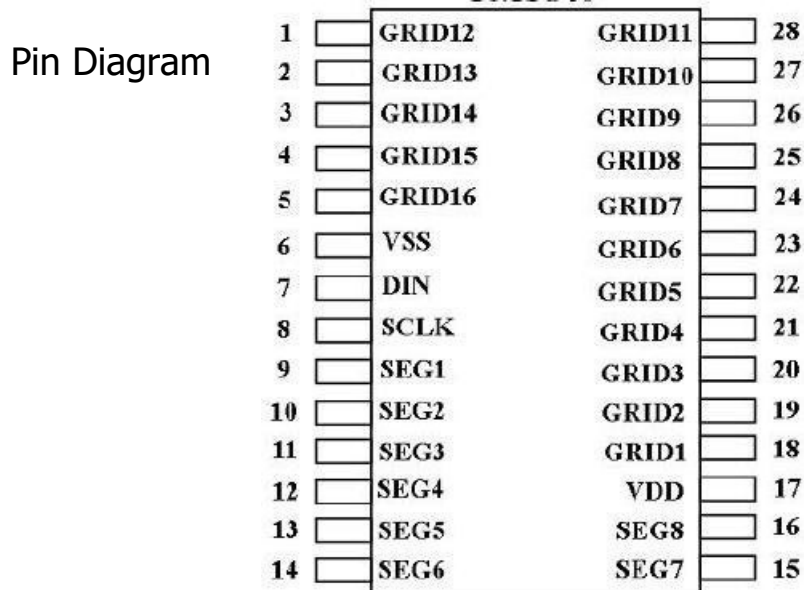 Pin Diagram
1 GRID12 GRID11 28
2 GRID13 GRID10 27
3 GRID14 GRID9 26
4 GRID15 GRID8 25
5 GRID16 GRID7 24
6 VSS GRID6 23
7 DIN GRID5 22
8 SCLK GRID4 21
9 SEG1 GRID3 20
10 SEG2 GRID2 19
11 SEG3 GRID1 18
12 SEG4 VDD 17
13 SEG5 SEG8 16
14 SEG6 SEG7 15